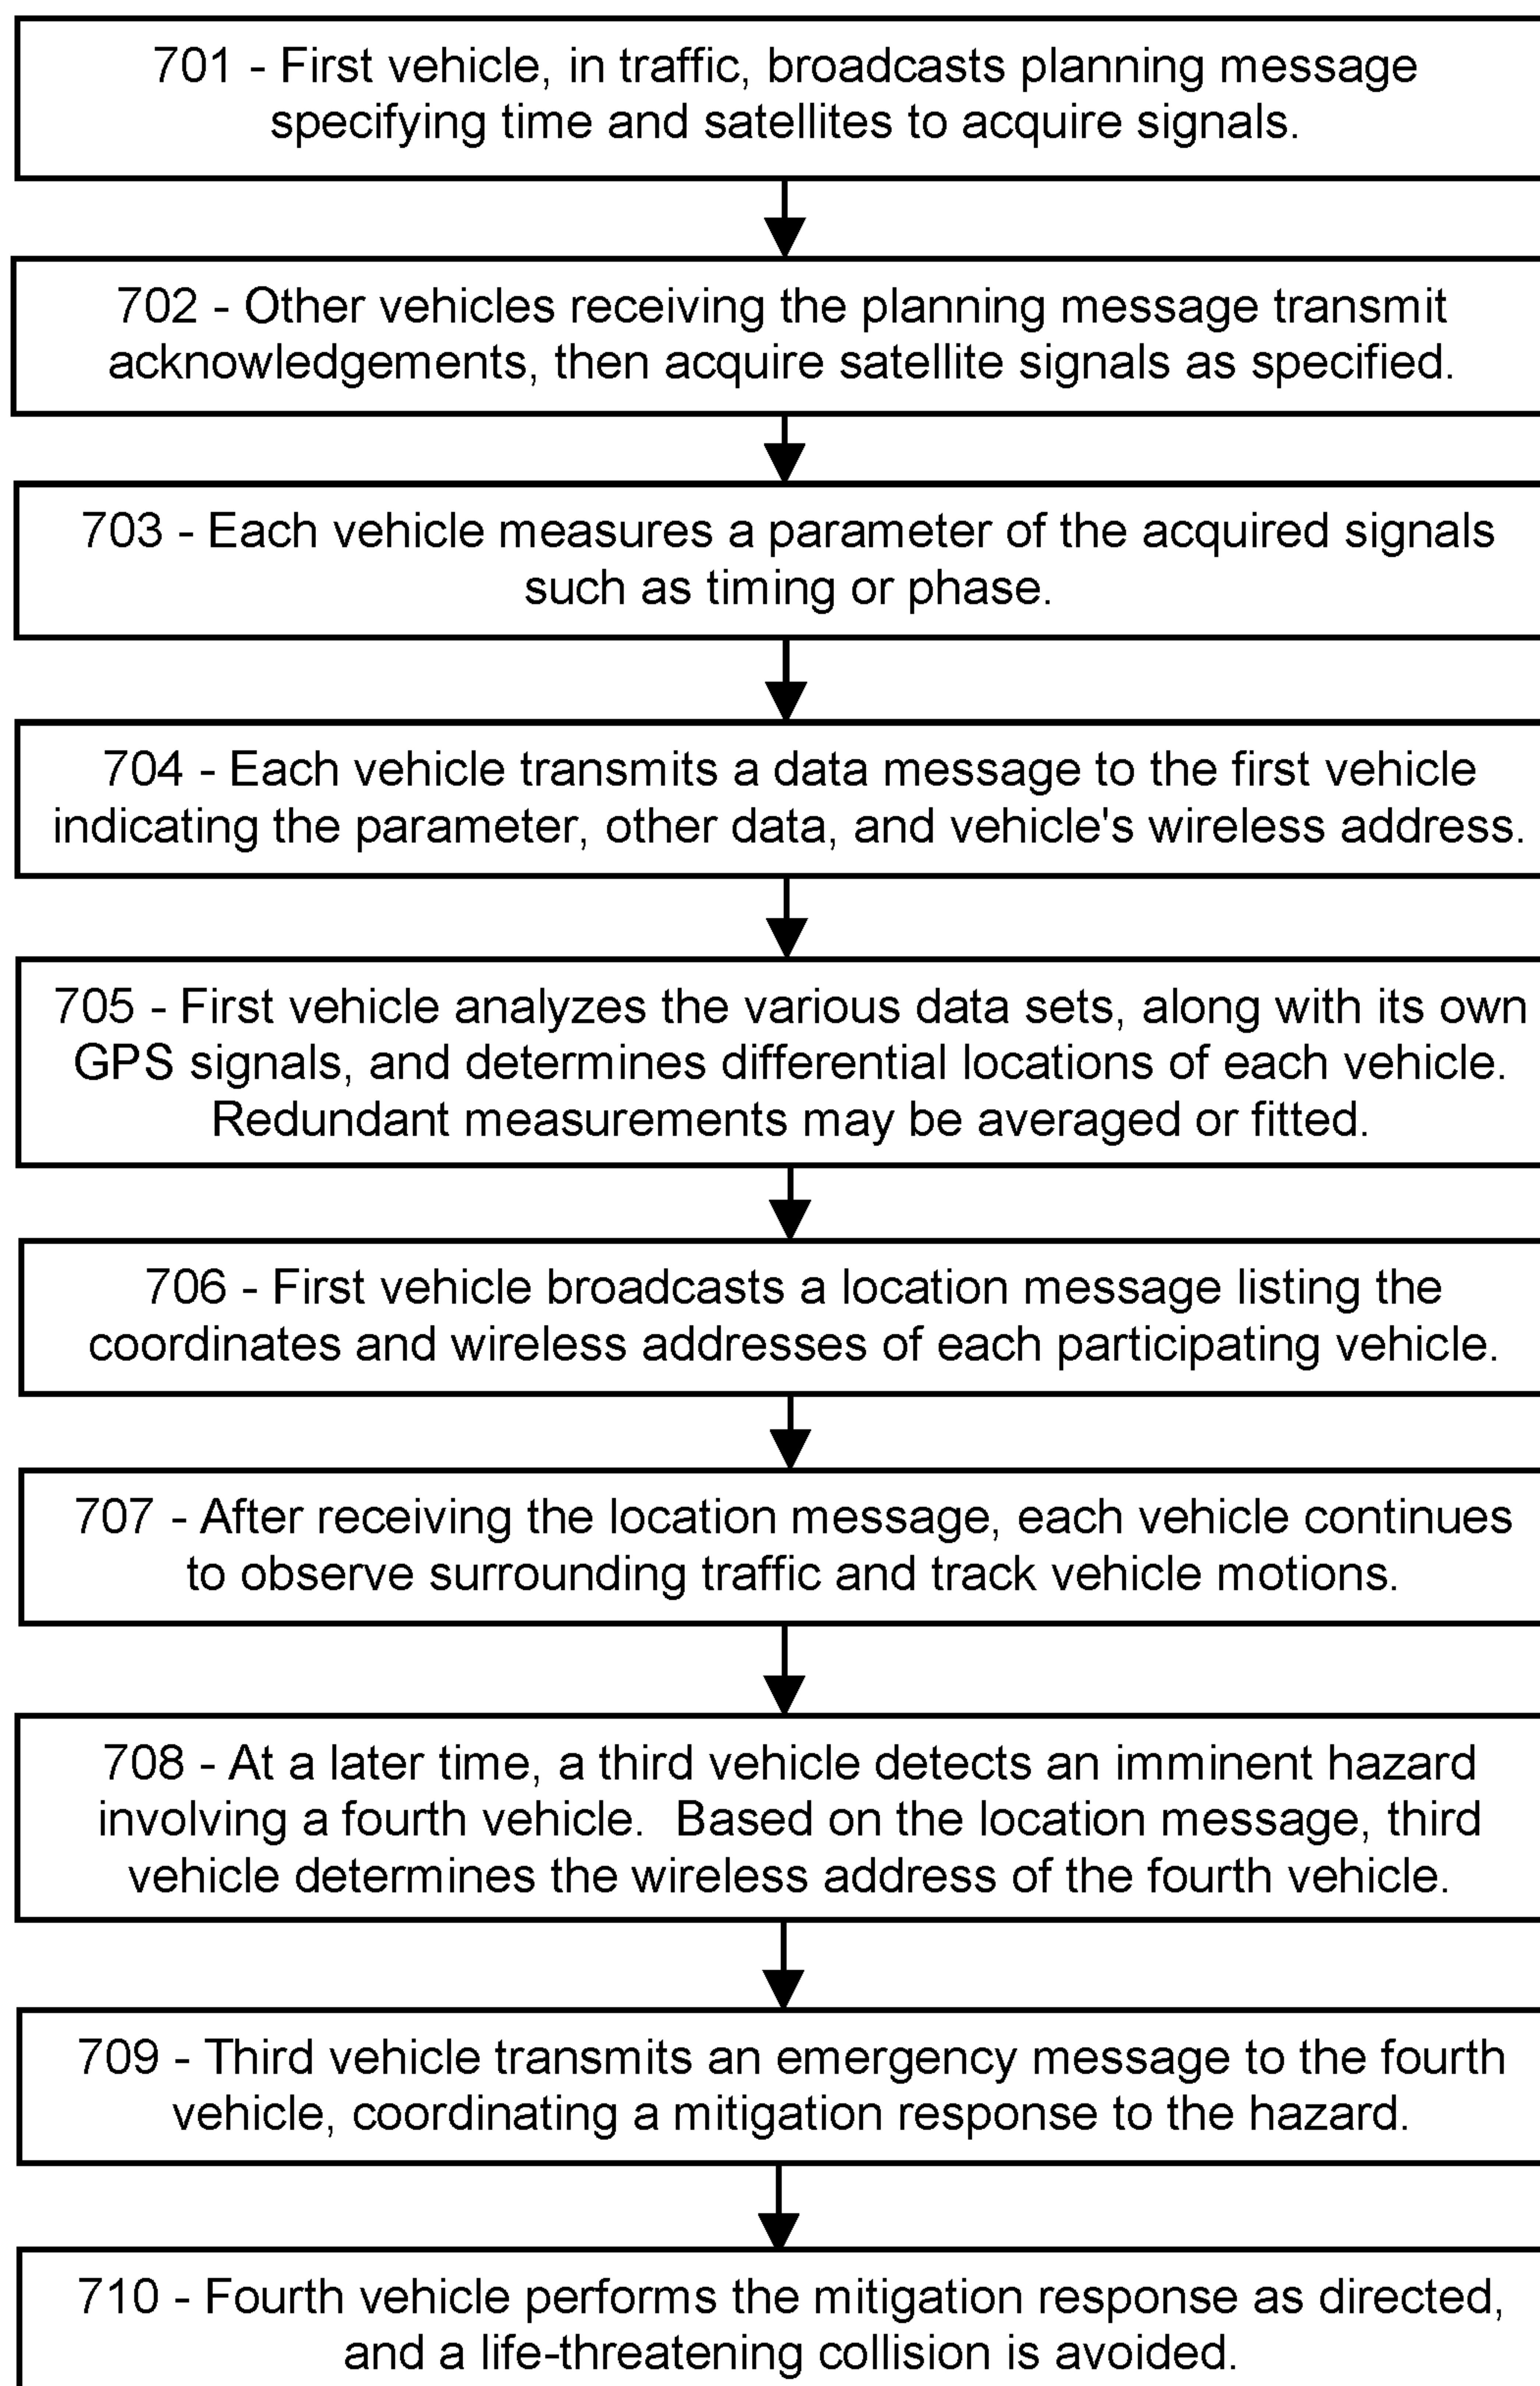 701 - First vehicle, in traffic, broadcasts planning message
specifying time and satellites to acquire signals.
702 - Other vehicles receiving the planning message transmit
acknowledgements, then acquire satellite signals as specified.
703 - Each vehicle measures a parameter of the acquired signals
such as timing or phase.
704 - Each vehicle transmits a data message to the first vehicle
indicating the parameter, other data, and vehicle's wireless address.
705 - First vehicle analyzes the various data sets, along with its own
GPS signals, and determines differential locations of each vehicle.
Redundant measurements may be averaged or fitted.
706 - First vehicle broadcasts a location message listing the
coordinates and wireless addresses of each participating vehicle.
707 - After receiving the location message, each vehicle continues
to observe surrounding traffic and track vehicle motions.
708 - At a later time, a third vehicle detects an imminent hazard
involving a fourth vehicle.  Based on the location message, third
vehicle determines the wireless address of the fourth vehicle.
709 - Third vehicle transmits an emergency message to the fourth
vehicle, coordinating a mitigation response to the hazard.
710 - Fourth vehicle performs the mitigation response as directed,
and a life-threatening collision is avoided.